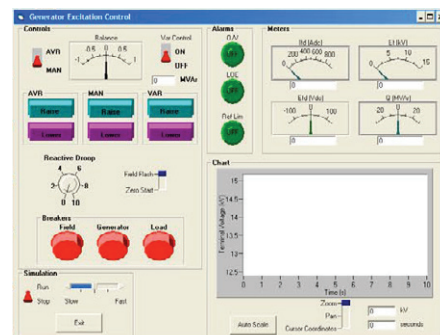 Generator Excitation Control
Controls
AVR
MAN
Balance
-1 -0.5 0 0.5 1
Var Control
ON
OFF
0 MVAr
AVR
Raise
Lower
MAN
Raise
Lower
VAR
Raise
Lower
Reactive Droop
0 2 4 6 8 10
Field Flash
Zero Start
Breakers
Field
Generator
Load
Simulation
Run
Stop
Slow
Fast
Exit
Alarms
OFF
OFF
Ref Lim
OFF
Meters
Ifd (Adc)
0 200 400 600 800
0
Et (kV)
0 5 10 15
0
Efd (Vdc)
-100 0 100
0
Q (MVAr)
20 0 20
0
Chart
Terminal Voltage (kV)
15
14.5
14
13.5
13
12.4
0 1 2 3 4 5 6 7 8 9 10
Time (s)
Auto Scale
Zoom
Pan
Cursor Coordinates
0 kV
0 seconds